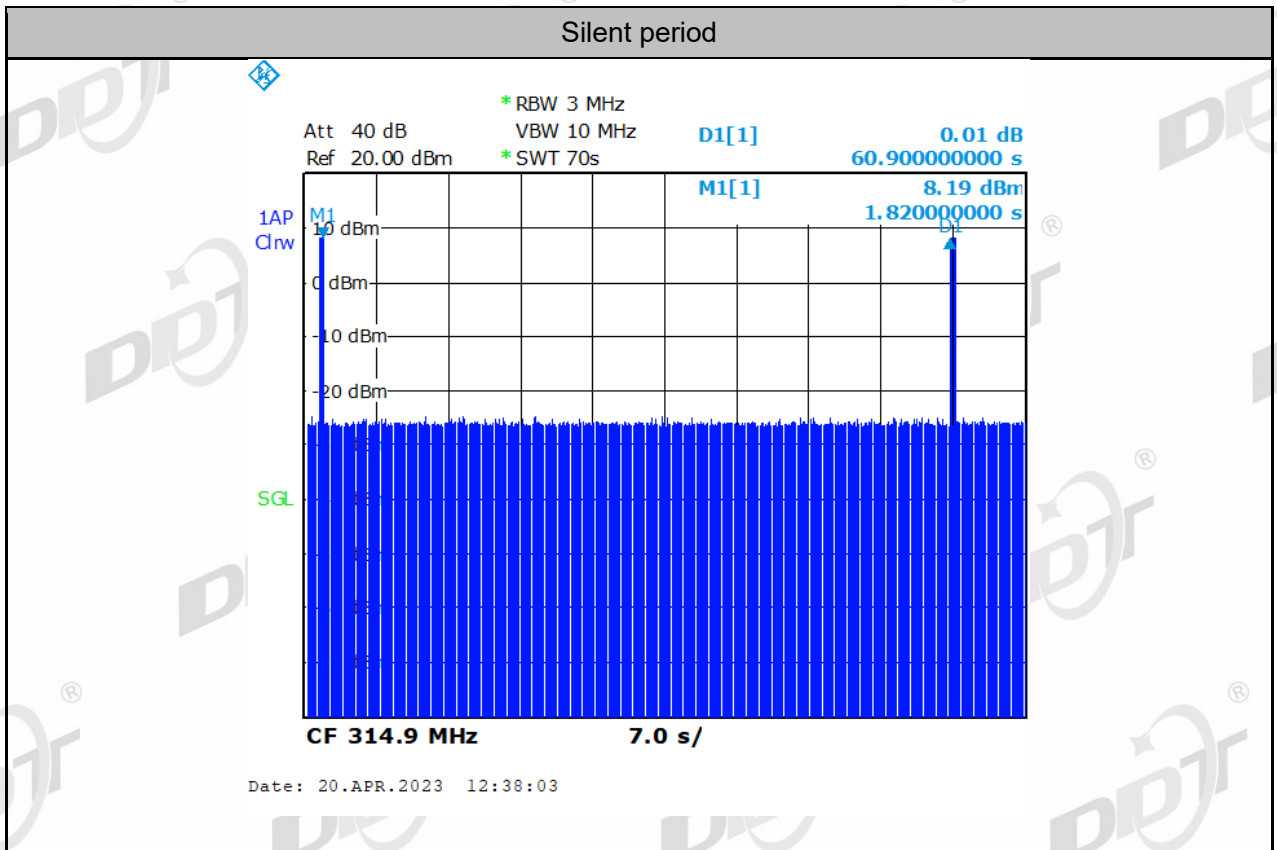 Silent period
* RBW 3 MHz
Att 40 dB VBW 10 MHz D1[1] 0.01 dB
Ref 20.00 dBm * SWT 70s 60.900000000 s
M1[1] 8.19 dBm
1.820000000 s
1AP M1 D1
Clrw 10 dBm
0 dBm
-10 dBm
-20 dBm
SGL
CF 314.9 MHz 7.0 s/
Date: 20.APR.2023 12:38:03
DDT